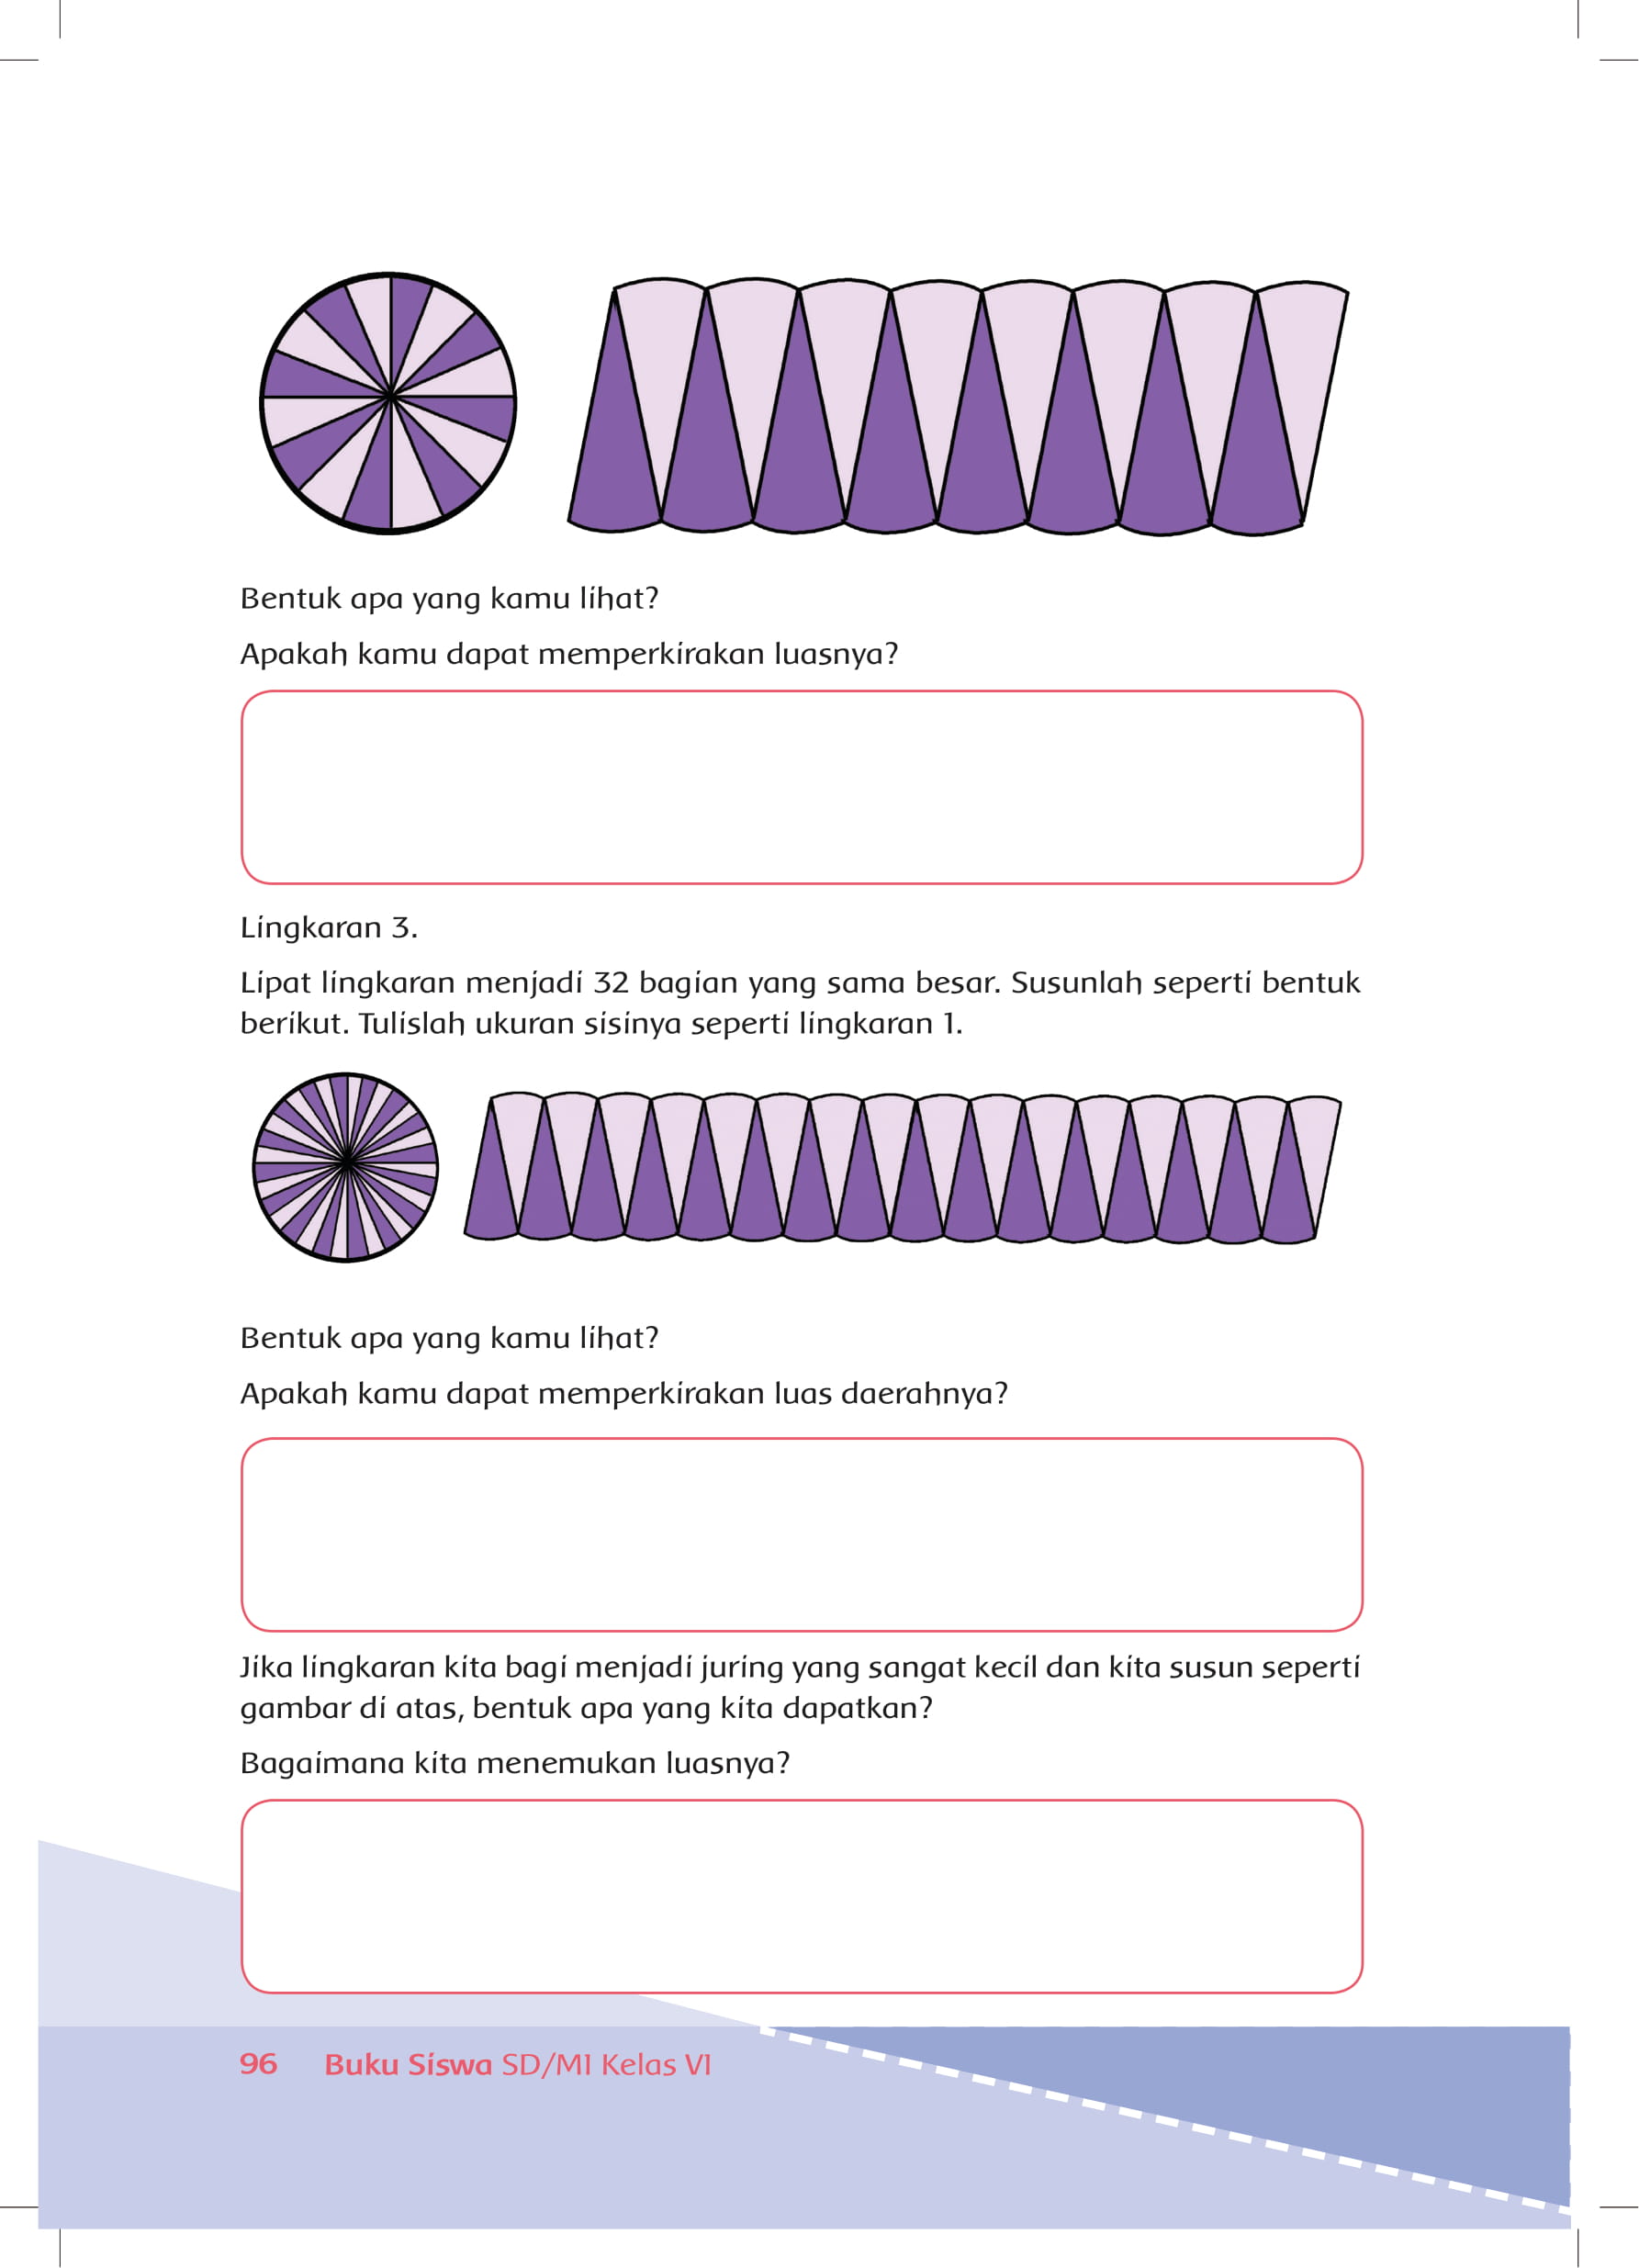 Bentuk apa yang kamu lihat?
Apakah kamu dapat memperkirakan luasnya?
Lingkaran 3.
Lipat lingkaran menjadi 32 bagian yang sama besar. Susunlah seperti bentuk
berikut. Tulislah ukuran sisinya seperti lingkaran 1.
Bentuk apa yang kamu lihat?
Apakah kamu dapat memperkirakan luas daerahnya?
Jika lingkaran kita bagi menjadi juring yang sangat kecil dan kita susun seperti
gambar di atas, bentuk apa yang kita dapatkan?
Bagaimana kita menemukan luasnya?
96 Buku Siswa SD/MI Kelas VI